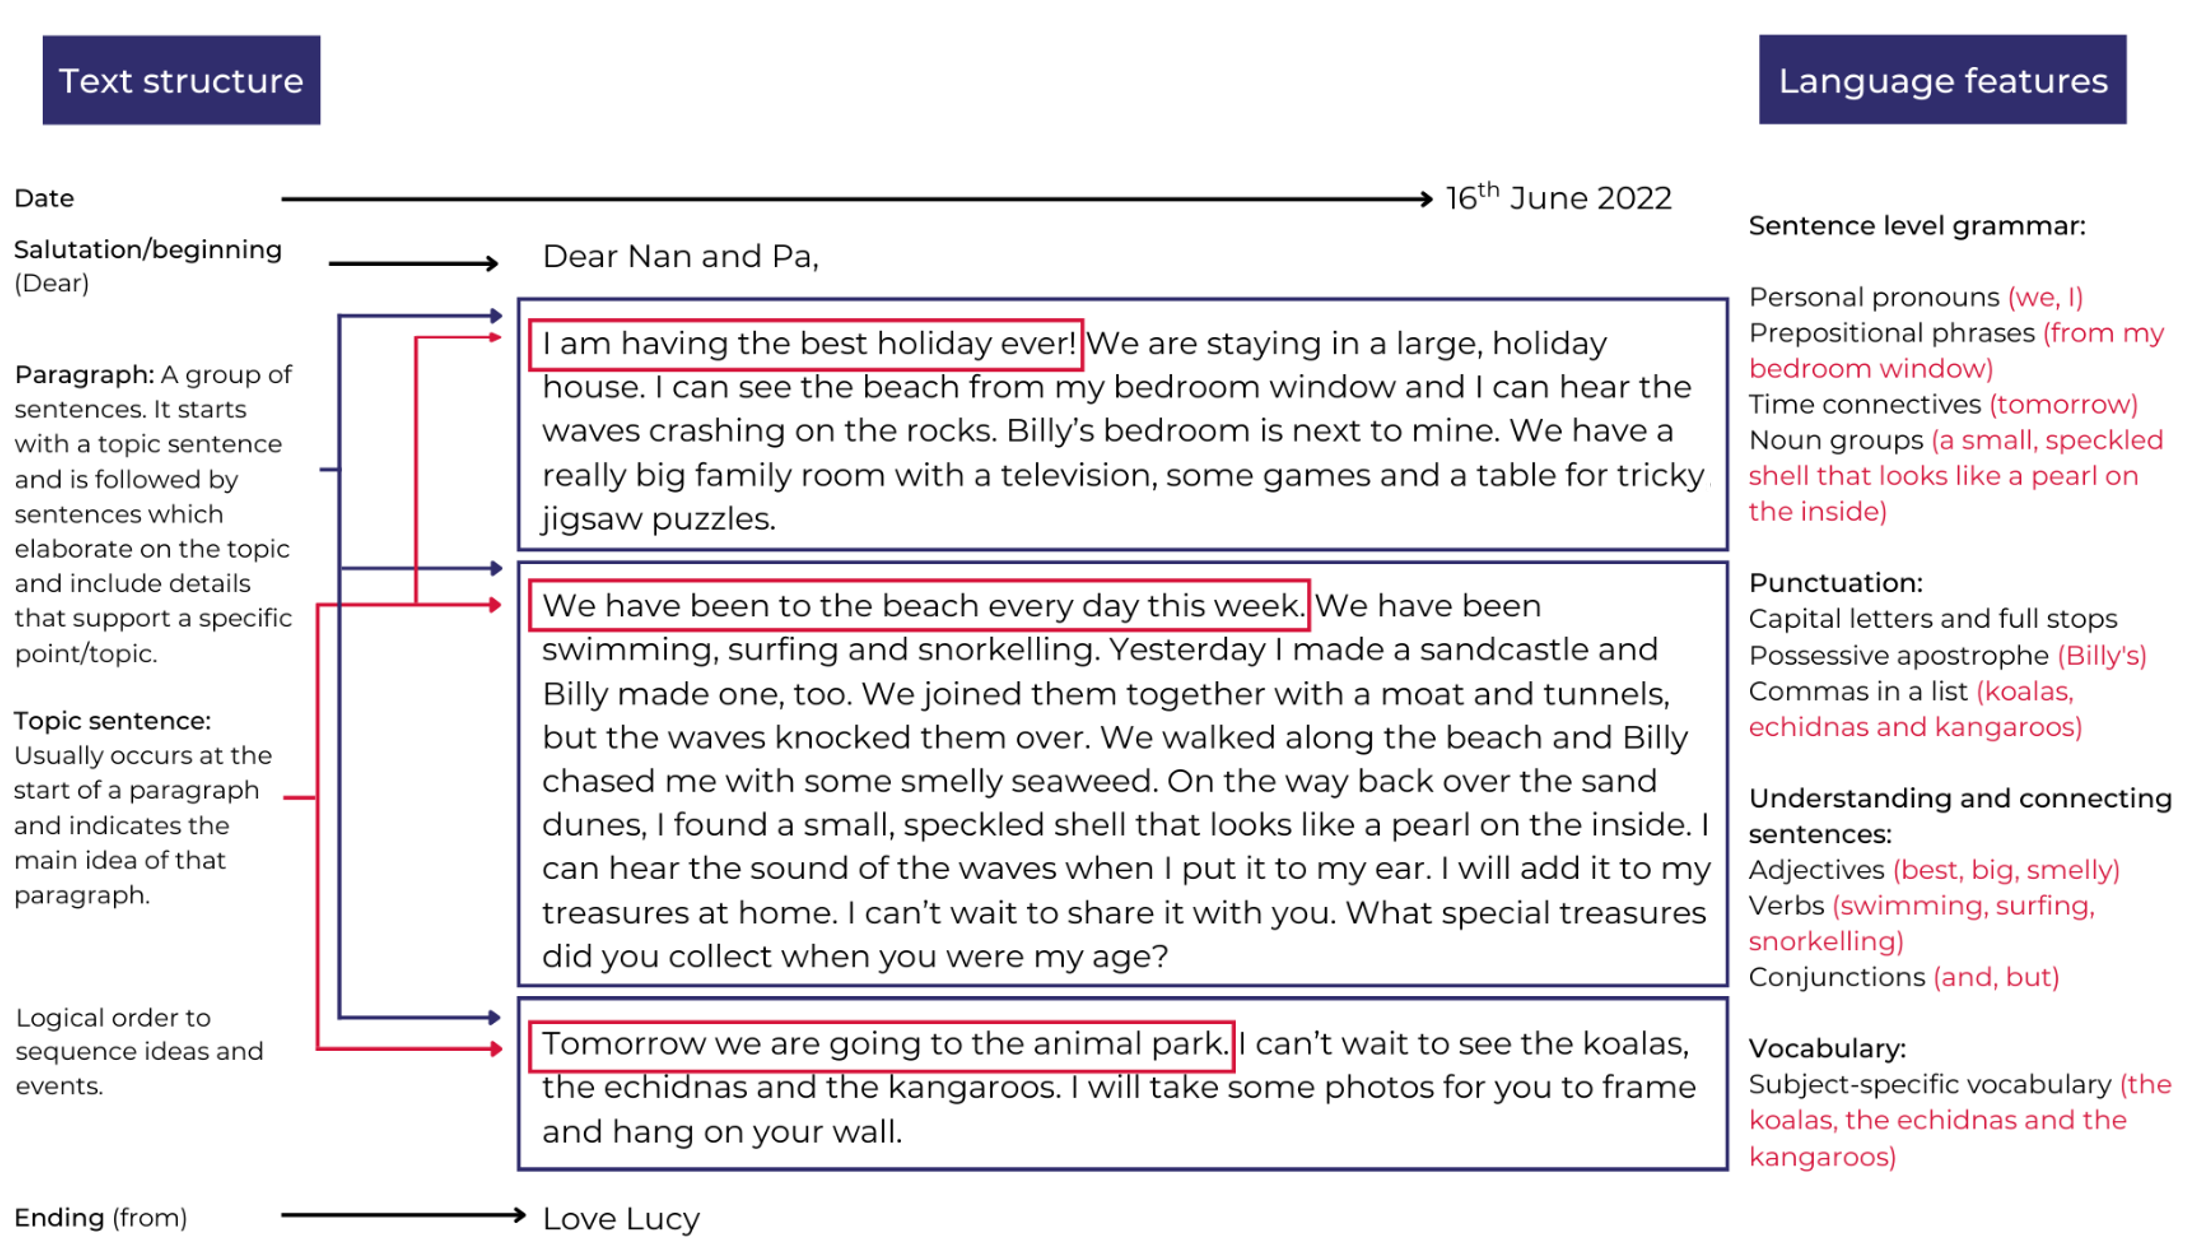 Text structure
Language features
Date
16th June 2022
Salutation/beginning
(Dear)
Dear Nan and Pa,
Paragraph: A group of
sentences. It starts
with a topic sentence
and is followed by
sentences which
elaborate on the topic
and include details
that support a specific
point/topic.
Topic sentence:
Usually occurs at the
start of a paragraph
and indicates the
main idea of that
paragraph.
Logical order to
sequence ideas and
events.
Ending (from)
I am having the best holiday ever! We are staying in a large, holiday
house. I can see the beach from my bedroom window and I can hear the
waves crashing on the rocks. Billy’s bedroom is next to mine. We have a
really big family room with a television, some games and a table for tricky
jigsaw puzzles.
We have been to the beach every day this week. We have been
swimming, surfing and snorkelling. Yesterday I made a sandcastle and
Billy made one, too. We joined them together with a moat and tunnels,
but the waves knocked them over. We walked along the beach and Billy
chased me with some smelly seaweed. On the way back over the sand
dunes, I found a small, speckled shell that looks like a pearl on the inside. I
can hear the sound of the waves when I put it to my ear. I will add it to my
treasures at home. I can’t wait to share it with you. What special treasures
did you collect when you were my age?
Tomorrow we are going to the animal park. I can’t wait to see the koalas,
the echidnas and the kangaroos. I will take some photos for you to frame
and hang on your wall.
Love Lucy
Sentence level grammar:
Personal pronouns (we, I)
Prepositional phrases (from my
bedroom window)
Time connectives (tomorrow)
Noun groups (a small, speckled
shell that looks like a pearl on
the inside)
Punctuation:
Capital letters and full stops
Possessive apostrophe (Billy's)
Commas in a list (koalas,
echidnas and kangaroos)
Understanding and connecting
sentences:
Adjectives (best, big, smelly)
Verbs (swimming, surfing,
snorkelling)
Conjunctions (and, but)
Vocabulary:
Subject-specific vocabulary (the
koalas, the echidnas and the
kangaroos)